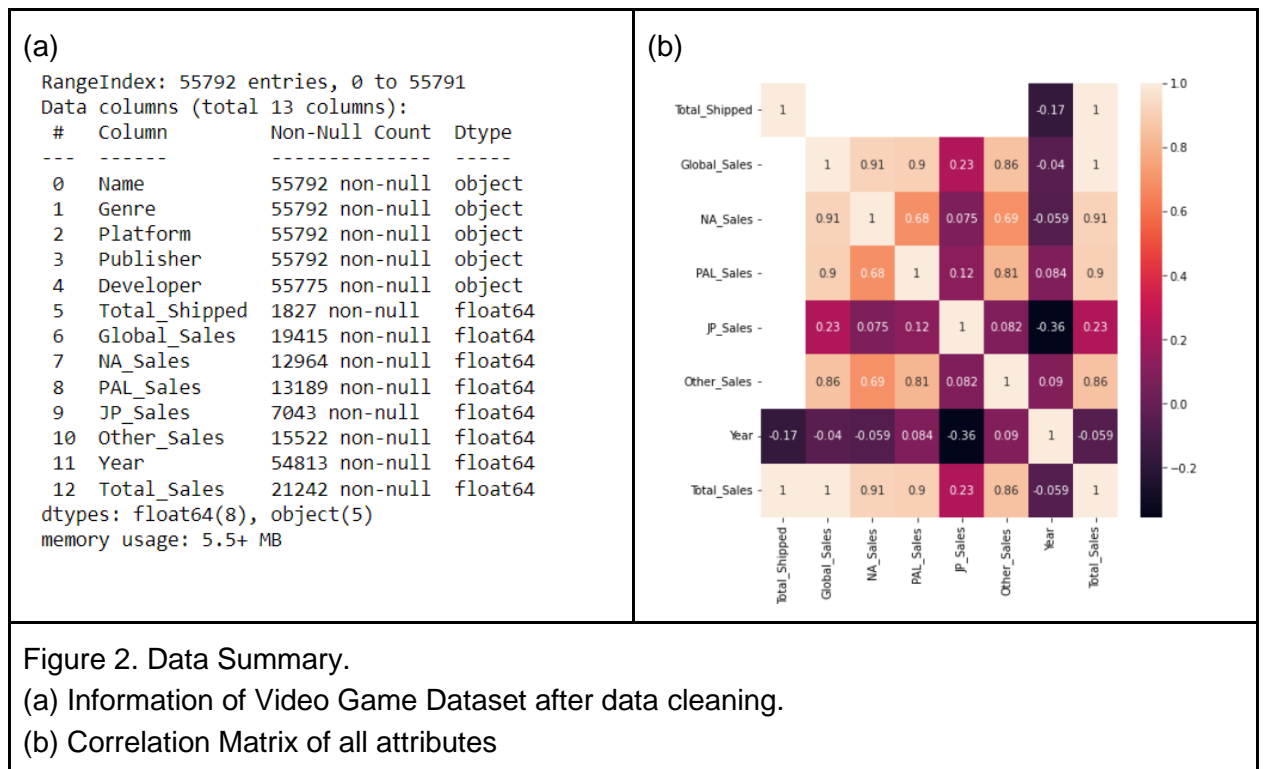 (a)
RangeIndex: 55792 entries, 0 to 55791
Data columns (total 13 columns):
# Column Non-Null Count Dtype
--- ------ -------------- -----
0 Name 55792 non-null object
1 Genre 55792 non-null object
2 Platform 55792 non-null object
3 Publisher 55792 non-null object
4 Developer 55775 non-null object
5 Total_Shipped 1827 non-null float64
6 Global_Sales 19415 non-null float64
7 NA_Sales 12964 non-null float64
8 PAL_Sales 13189 non-null float64
9 JP_Sales 7043 non-null float64
10 Other_Sales 15522 non-null float64
11 Year 54813 non-null float64
12 Total_Sales 21242 non-null float64
dtypes: float64(8), object(5)
memory usage: 5.5+ MB
(b)
Total_Shipped - 1 -0.17 1
Global_Sales - 1 0.91 0.9 0.23 0.86 -0.04 1
NA_Sales - 0.91 1 0.68 0.075 0.69 -0.059 0.91
PAL_Sales - 0.9 0.68 1 0.12 0.81 0.084 0.9
JP_Sales - 0.23 0.075 0.12 1 0.082 -0.36 0.23
Other_Sales - 0.86 0.69 0.81 0.082 1 0.09 0.86
Year - -0.17 -0.04 -0.059 0.084 -0.36 0.09 1 -0.059
Total_Sales - 1 1 0.91 0.9 0.23 0.86 -0.059 1
Total_Shipped
Global_Sales
NA_Sales
PAL_Sales
JP_Sales
Other_Sales
Year
Total_Sales
1.0
0.8
0.6
0.4
0.2
0.0
-0.2
Figure 2. Data Summary.
(a) Information of Video Game Dataset after data cleaning.
(b) Correlation Matrix of all attributes